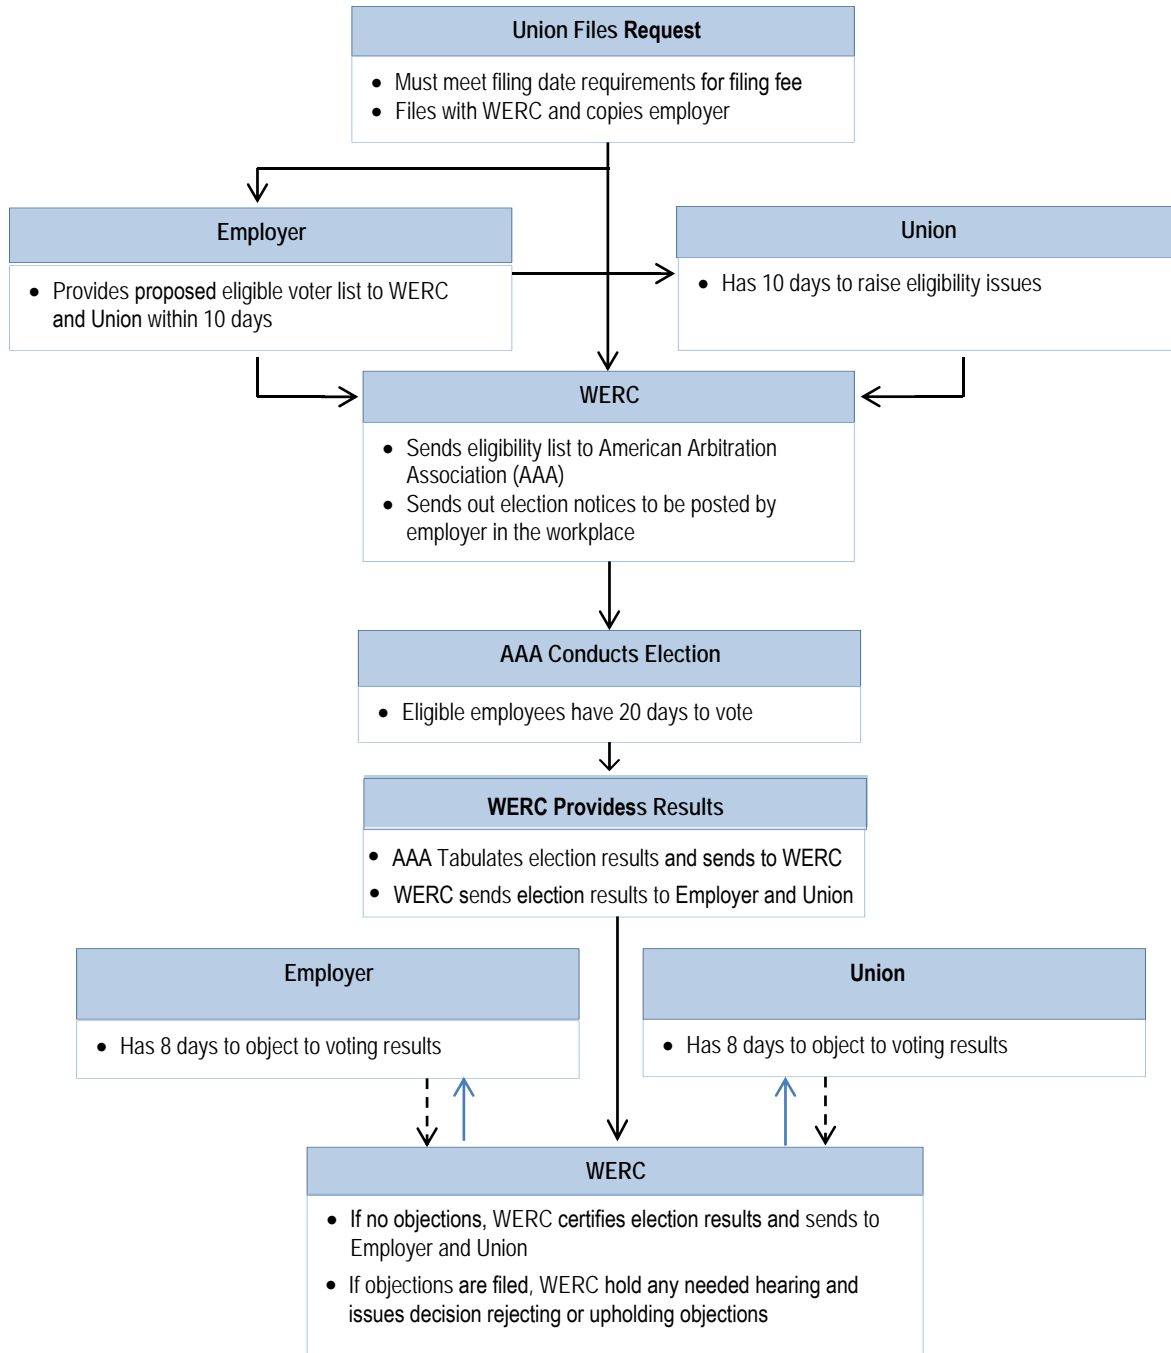 Union Files Request
• Must meet filing date requirements for filing fee
• Files with WERC and copies employer
Employer
• Provides proposed eligible voter list to WERC
and Union within 10 days
Union
• Has 10 days to raise eligibility issues
WERC
• Sends eligibility list to American Arbitration
Association (AAA)
• Sends out election notices to be posted by
employer in the workplace
AAA Conducts Election
• Eligible employees have 20 days to vote
WERC Providess Results
• AAA Tabulates election results and sends to WERC
• WERC sends election results to Employer and Union
Employer
• Has 8 days to object to voting results
Union
• Has 8 days to object to voting results
WERC
• If no objections, WERC certifies election results and sends to
Employer and Union
• If objections are filed, WERC hold any needed hearing and
issues decision rejecting or upholding objections